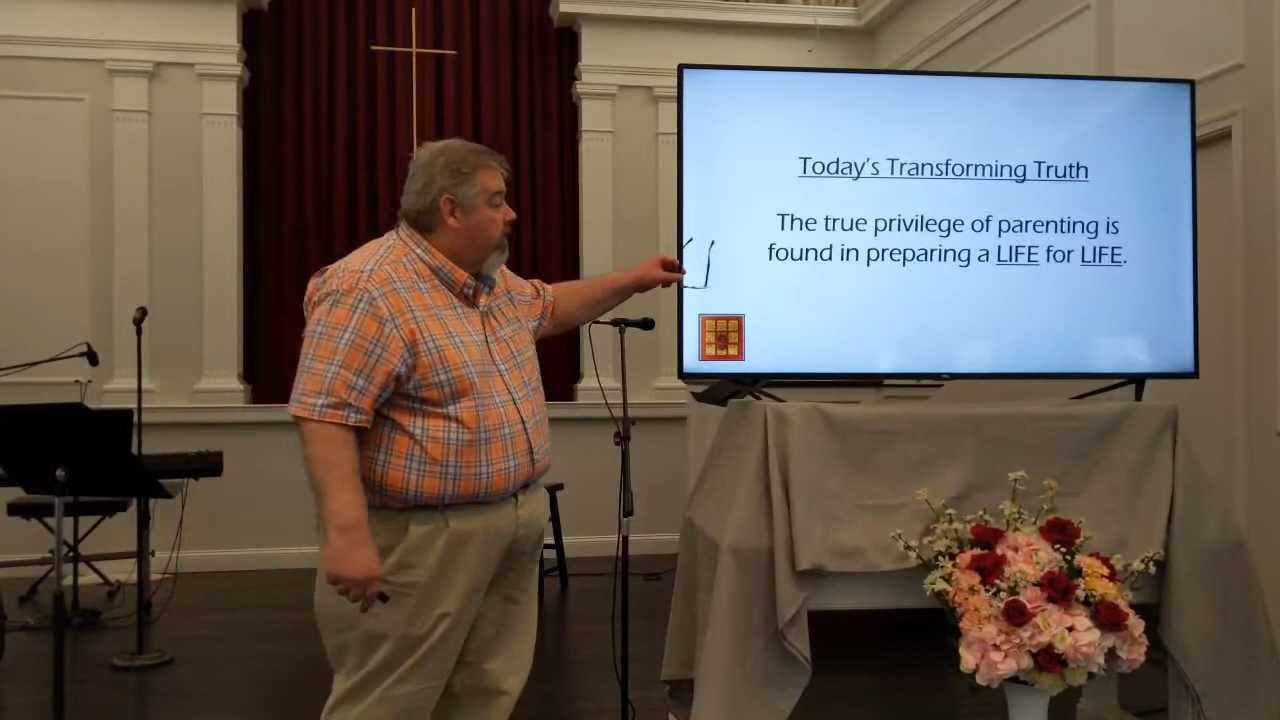 Today's Transforming Truth
The true privilege of parenting is
found in preparing a LIFE for LIFE.